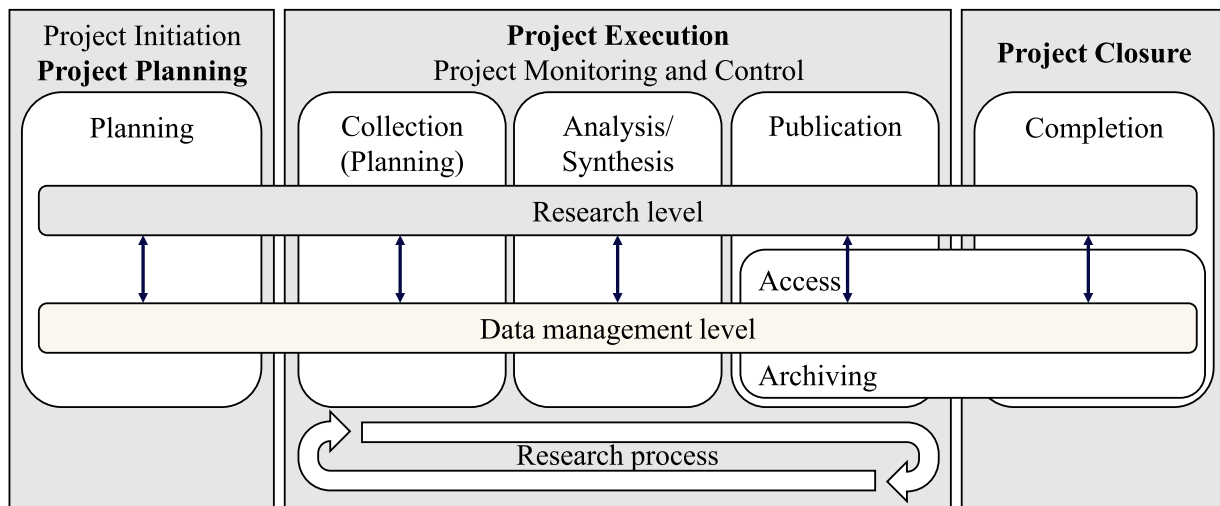 Project Initiation
Project Planning
Project Execution
Project Monitoring and Control
Project Closure
Planning
Collection
(Planning)
Analysis/
Synthesis
Publication
Completion
Research level
Access
Data management level
Archiving
Research process